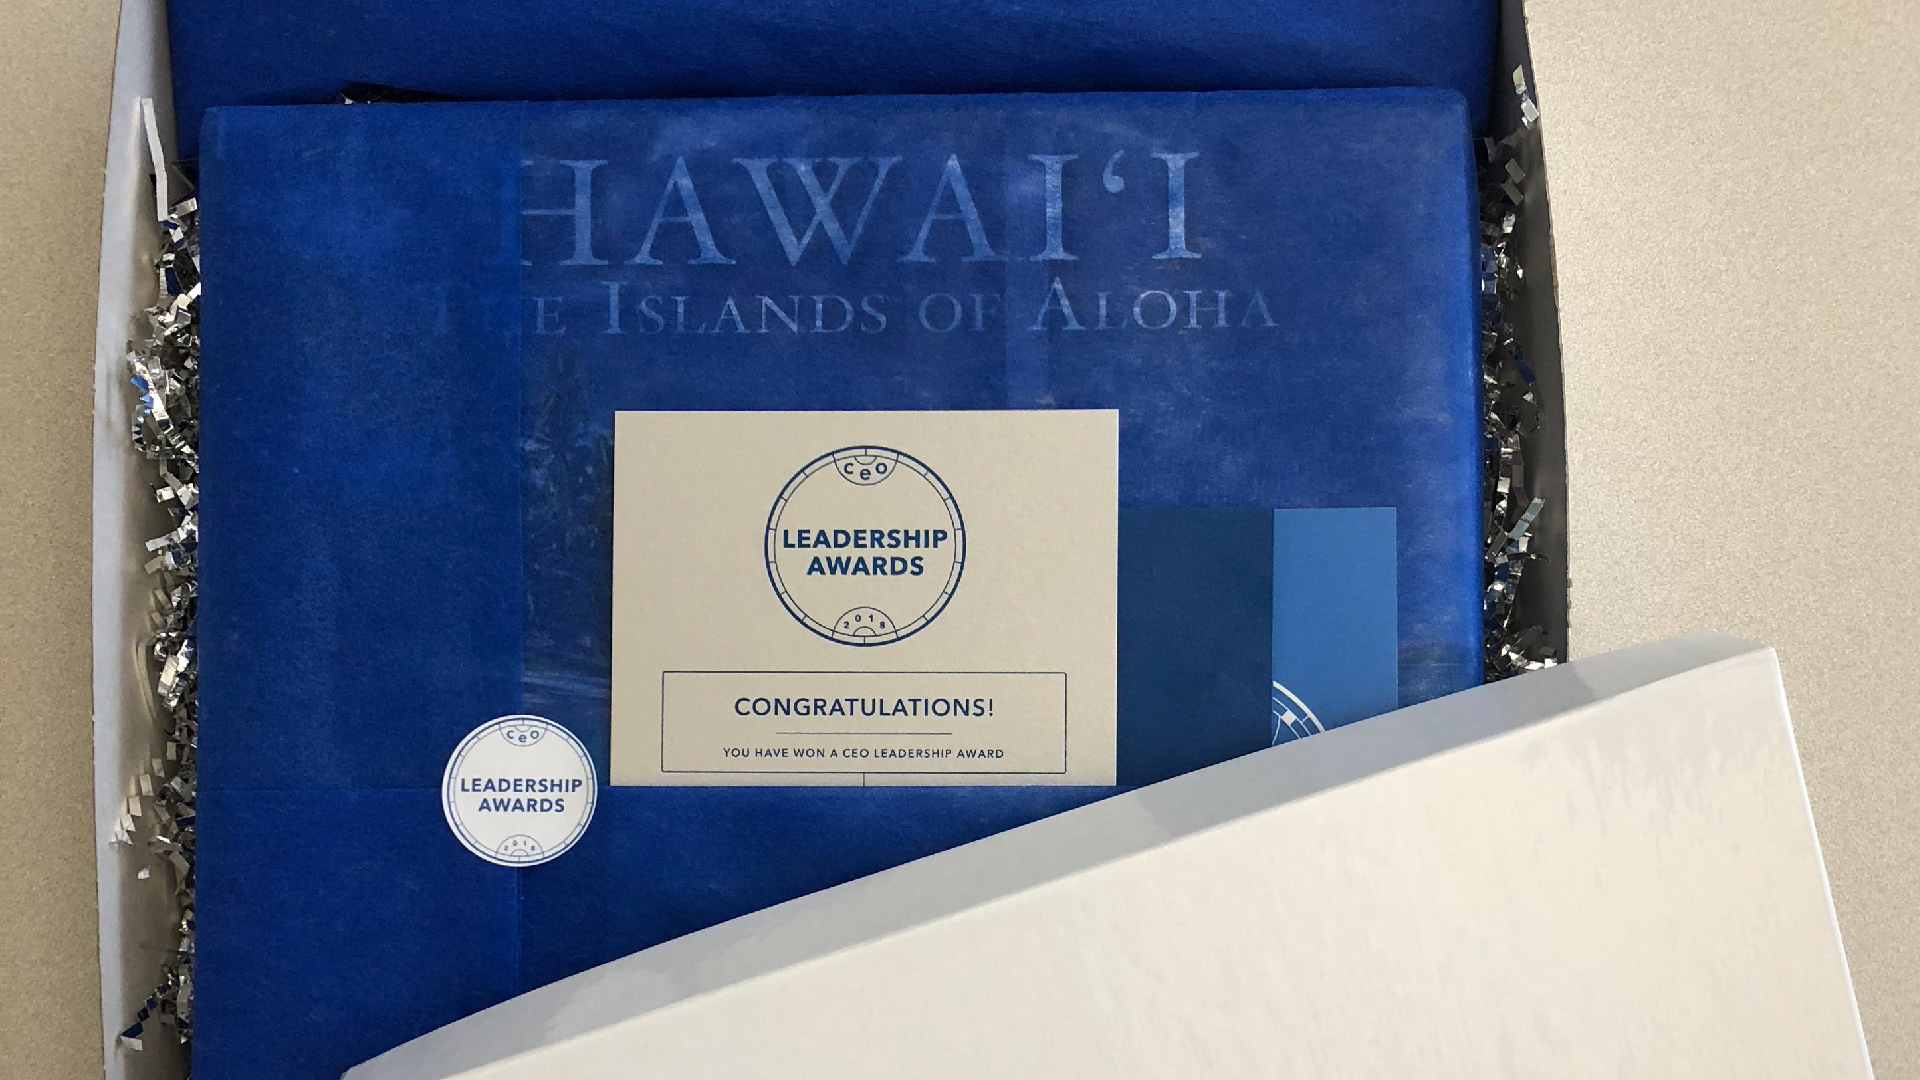 HAWAIʻI
THE ISLANDS OF ALOHA
CEO
LEADERSHIP
AWARDS
2018
CONGRATULATIONS!
YOU HAVE WON A CEO LEADERSHIP AWARD
CEO
LEADERSHIP
AWARDS
2018